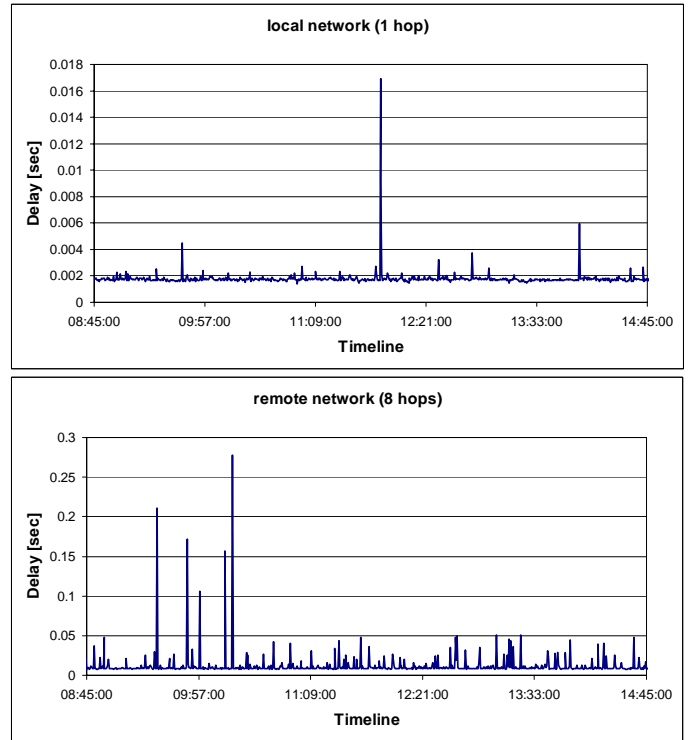 local network (1 hop)
0.018
0.016
0.014
0.012
0.01
0.008
0.006
0.004
0.002
0
Delay [sec]
08:45:00 09:57:00 11:09:00 12:21:00 13:33:00 14:45:00
Timeline
remote network (8 hops)
0.3
0.25
0.2
0.15
0.1
0.05
0
Delay [sec]
08:45:00 09:57:00 11:09:00 12:21:00 13:33:00 14:45:00
Timeline